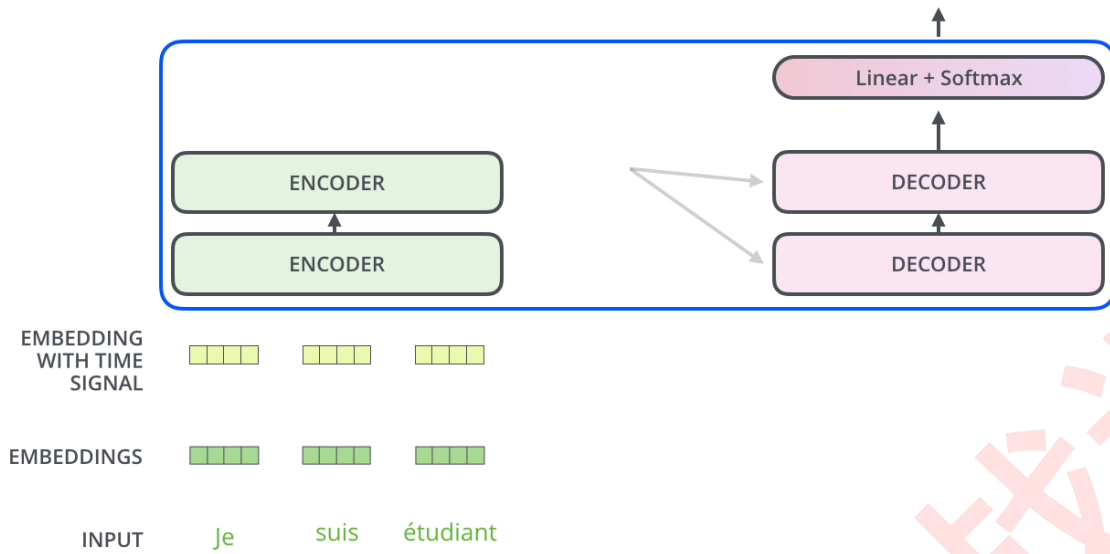 Linear + Softmax
ENCODER
DECODER
ENCODER
DECODER
EMBEDDING
WITH TIME
SIGNAL
EMBEDDINGS
INPUT
Je
suis
étudiant